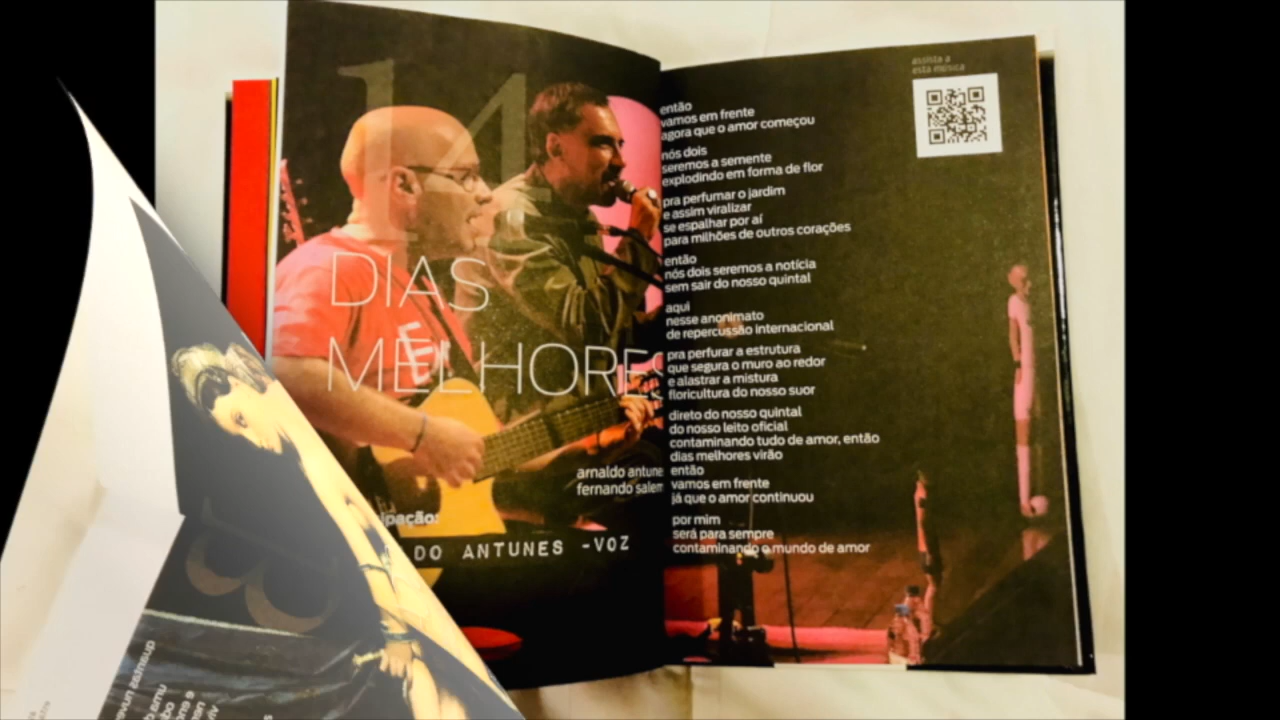 14
DIAS
MELHORES
arnaldo antune
fernando salem
ipação:
DO ANTUNES -VOZ
assista a
esta música
então
vamos em frente
agora que o amor começou
nós dois
seremos a semente
explodindo em forma de flor
pra perfumar o jardim
e assim viralizar
se espalhar por aí
para milhões de outros corações
então
nós dois seremos a notícia
sem sair do nosso quintal
aqui
nesse anonimato
de repercussão internacional
pra perfurar a estrutura
que segura o muro ao redor
e alastrar a mistura
floricultura do nosso suor
direto do nosso quintal
do nosso leito oficial
contaminando tudo de amor, então
dias melhores virão
então
vamos em frente
já que o amor continuou
por mim
será para sempre
contaminando o mundo de amor